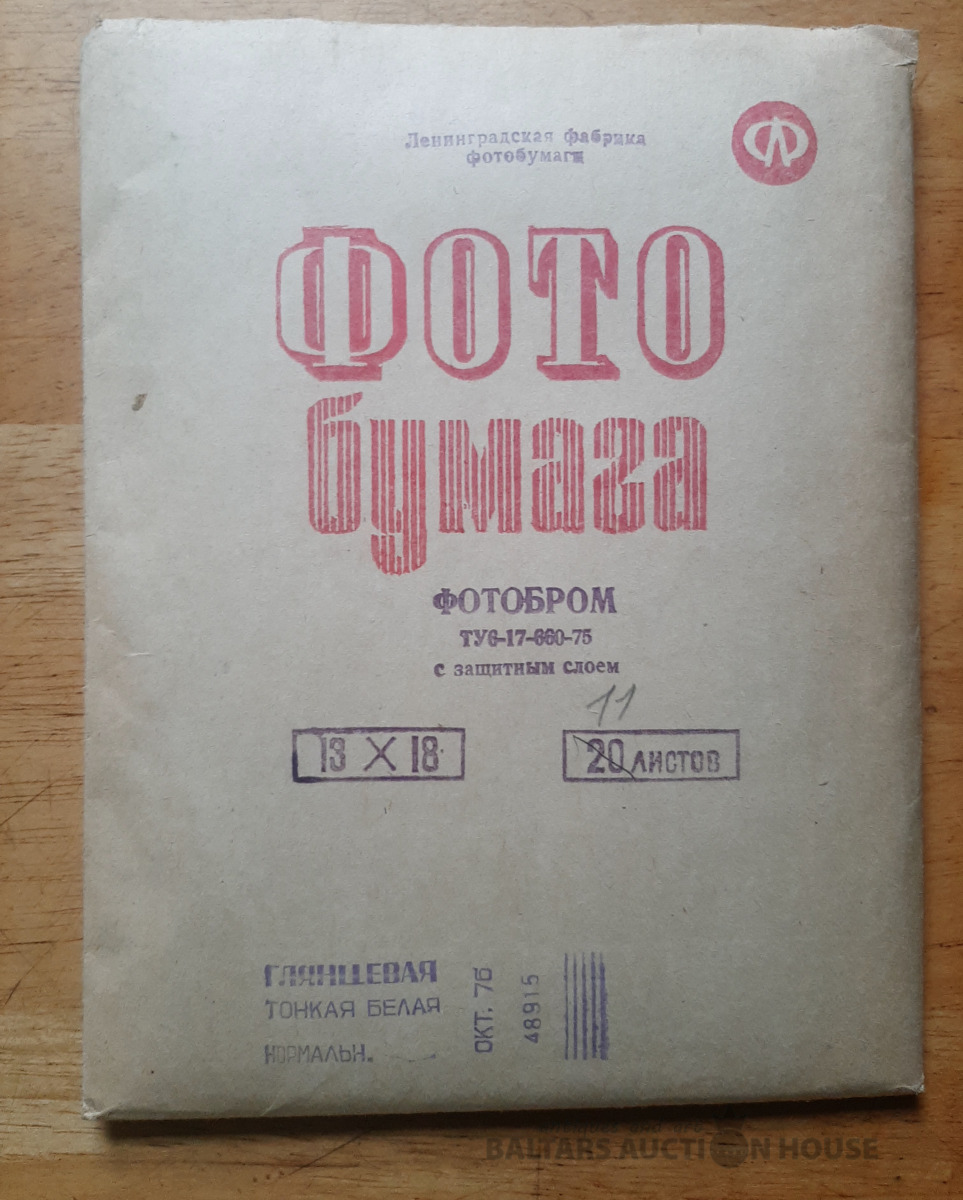 Ленинградская фабрика
фотобумаги
ФОТО
бумага
ФОТОБРОМ
ТУ6-17-660-75
с защитным слоем
11
13 X 18
20 ЛИСТОВ
ГЛЯНЦЕВАЯ
ТОНКАЯ БЕЛАЯ
НОРМАЛЬН.
ОКТ. 76
48915
BALTARS AUCTION HOUSE